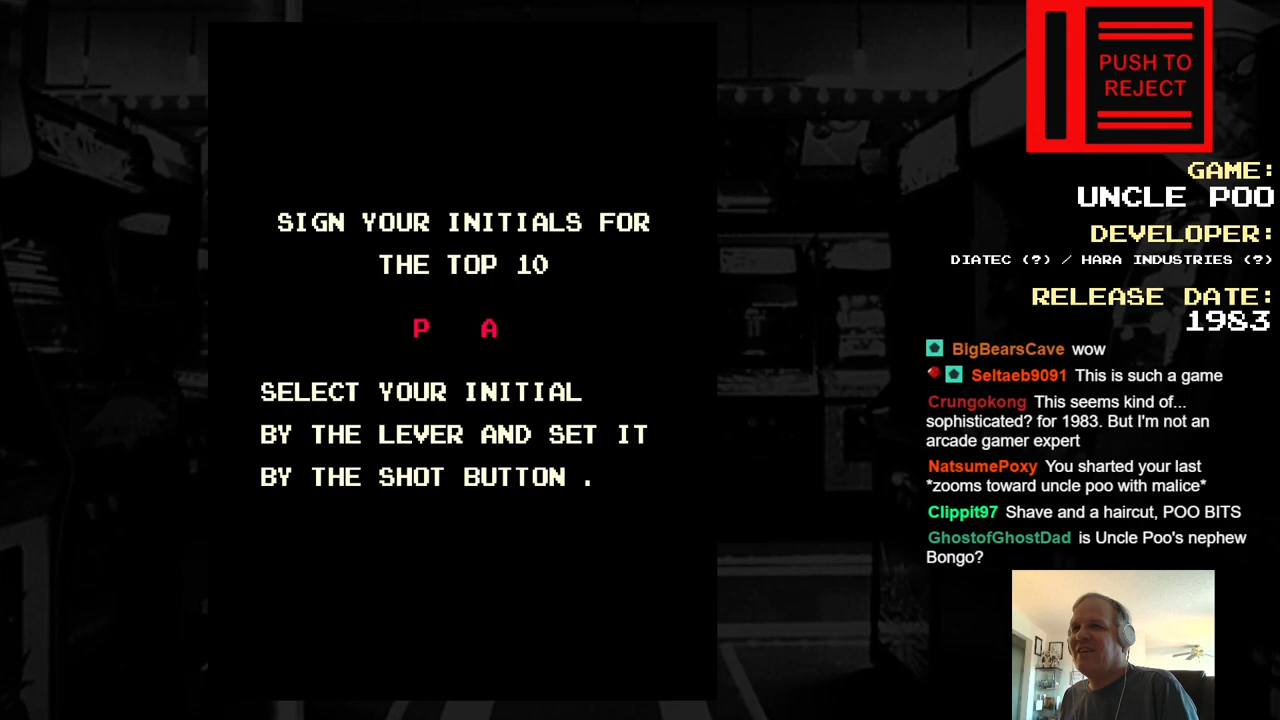 SIGN YOUR INITIALS FOR
THE TOP 10
P A
SELECT YOUR INITIAL
BY THE LEVER AND SET IT
BY THE SHOT BUTTON .
PUSH TO
REJECT
GAME:
UNCLE POO
DEVELOPER:
DIATEC (?) / HARA INDUSTRIES (?)
RELEASE DATE:
1983
BigBearsCave wow
Seltaeb9091 This is such a game
Crungokong This seems kind of...
sophisticated? for 1983. But I'm not an
arcade gamer expert
NatsumePoxy You sharted your last
*zooms toward uncle poo with malice*
Clippit97 Shave and a haircut, POO BITS
GhostofGhostDad is Uncle Poo's nephew
Bongo?